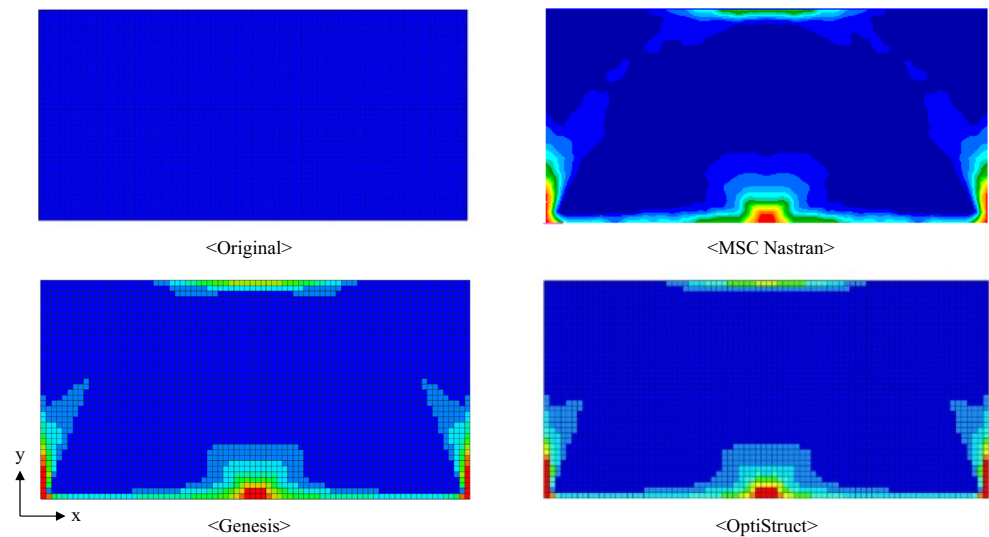 <Original>
<MSC Nastran>
y
x
<Genesis>
<OptiStruct>